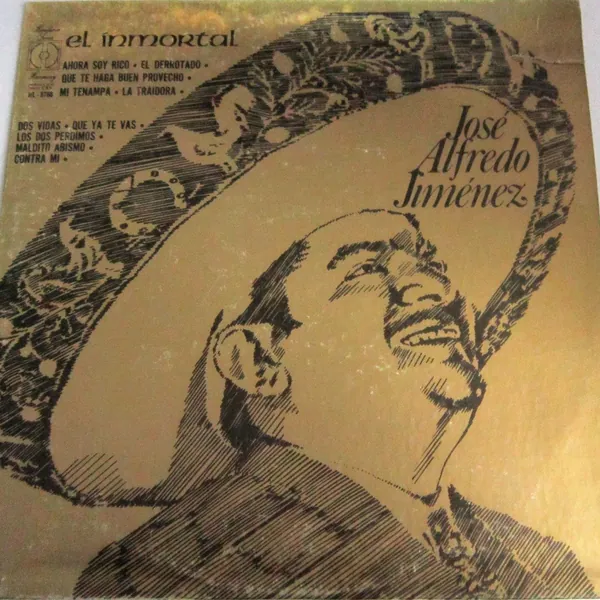 el inmortal
AHORA SOY RICO • EL DERROTADO •
QUE TE HAGA BUEN PROVECHO •
MI TENAMPA • LA TRAIDORA •
DOS VIDAS • QUE YA TE VAS •
LOS DOS PERDIMOS •
MALDITO ABISMO •
CONTRA MI •
José
Alfredo
Jiménez